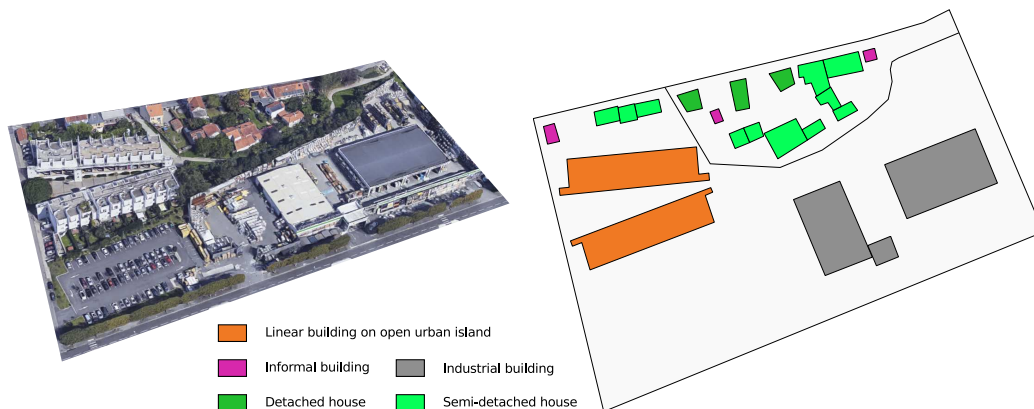 Linear building on open urban island
Informal building
Industrial building
Detached house
Semi-detached house